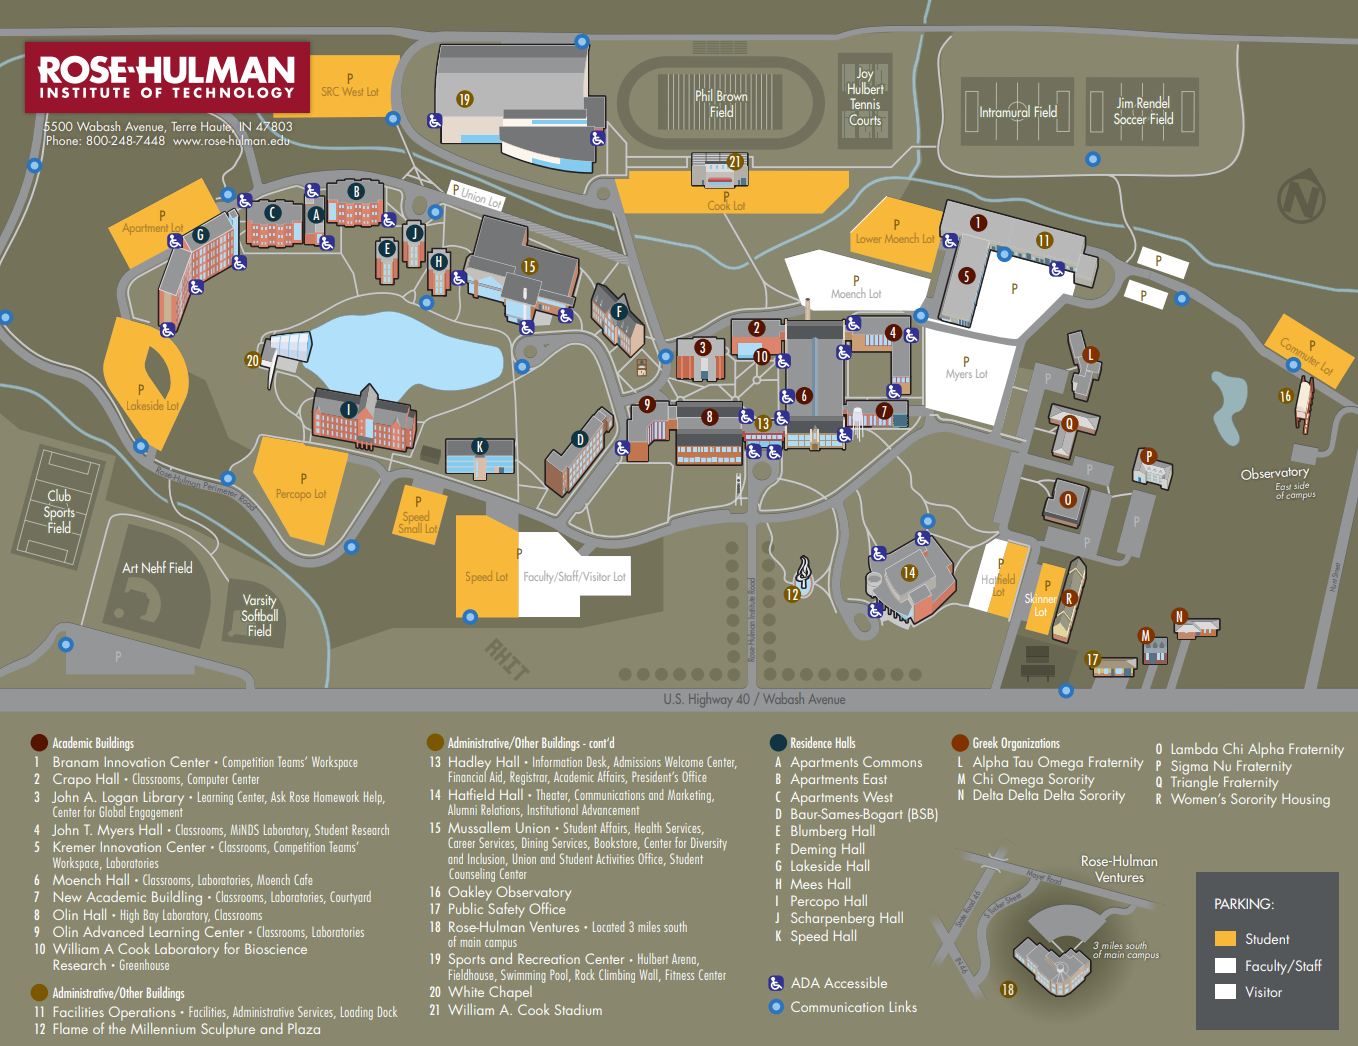 ROSE-HULMAN
INSTITUTE OF TECHNOLOGY
5500 Wabash Avenue, Terre Haute, IN 47803
Phone: 800-248-7448 www.rose-hulman.edu
P
SRC West Lot
19
Phil Brown
Field
Joy
Hulbert
Tennis
Courts
Intramural Field
Jim Rendel
Soccer Field
N
21
P
Cook Lot
P Union Lot
P
Apartment Lot
G
C
A
B
E
J
H
15
F
P
Lower Moench Lot
1
11
5
P
P
P
P
Moench Lot
P
Myers Lot
P
Commuter Lot
16
Observatory
East side
of campus
20
P
Lakeside Lot
I
K
D
3
2
10
4
6
7
9
8
13
L
P
Q
P
P
O
P
P
Club
Sports
Field
Rose-Hulman Perimeter Road
P
Percopo Lot
P
Speed
Small Lot
P
Speed Lot
Faculty/Staff/Visitor Lot
Art Nehf Field
Varsity
Softball
Field
P
RHIT
12
14
Rose-Hulman Institute Road
P
Hatfield
Lot
P
Skinner
Lot
R
N
M
17
Hunt Street
U.S. Highway 40 / Wabash Avenue
Academic Buildings
1 Branam Innovation Center • Competition Teams' Workspace
2 Crapo Hall • Classrooms, Computer Center
3 John A. Logan Library • Learning Center, Ask Rose Homework Help,
Center for Global Engagement
4 John T. Myers Hall • Classrooms, MiNDS Laboratory, Student Research
5 Kremer Innovation Center • Classrooms, Competition Teams'
Workspace, Laboratories
6 Moench Hall • Classrooms, Laboratories, Moench Cafe
7 New Academic Building • Classrooms, Laboratories, Courtyard
8 Olin Hall • High Bay Laboratory, Classrooms
9 Olin Advanced Learning Center • Classrooms, Laboratories
10 William A Cook Laboratory for Bioscience
Research • Greenhouse
Administrative/Other Buildings
11 Facilities Operations • Facilities, Administrative Services, Loading Dock
12 Flame of the Millennium Sculpture and Plaza
Administrative/Other Buildings - cont'd
13 Hadley Hall • Information Desk, Admissions Welcome Center,
Financial Aid, Registrar, Academic Affairs, President's Office
14 Hatfield Hall • Theater, Communications and Marketing,
Alumni Relations, Institutional Advancement
15 Mussallem Union • Student Affairs, Health Services,
Career Services, Dining Services, Bookstore, Center for Diversity
and Inclusion, Union and Student Activities Office, Student
Counseling Center
16 Oakley Observatory
17 Public Safety Office
18 Rose-Hulman Ventures • Located 3 miles south
of main campus
19 Sports and Recreation Center • Hulbert Arena,
Fieldhouse, Swimming Pool, Rock Climbing Wall, Fitness Center
20 White Chapel
21 William A. Cook Stadium
Residence Halls
A Apartments Commons
B Apartments East
C Apartments West
D Baur-Sames-Bogart (BSB)
E Blumberg Hall
F Deming Hall
G Lakeside Hall
H Mees Hall
I Percopo Hall
J Scharpenberg Hall
K Speed Hall
ADA Accessible
Communication Links
Greek Organizations
L Alpha Tau Omega Fraternity
M Chi Omega Sorority
N Delta Delta Delta Sorority
O Lambda Chi Alpha Fraternity
P Sigma Nu Fraternity
Q Triangle Fraternity
R Women's Sorority Housing
Rose-Hulman
Ventures
Moyer Road
State Road 46
S Tucker Street
IN 46
3 miles south
of main campus
18
PARKING:
Student
Faculty/Staff
Visitor